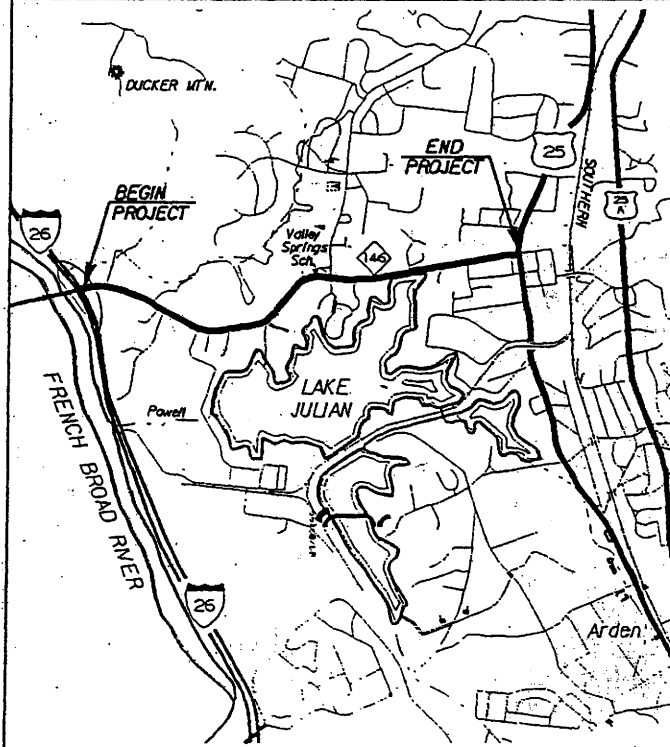 DUCKER MTN.
END
PROJECT
25
SOUTHERN
25
A
BEGIN
PROJECT
26
Valley
Springs
Sch.
146
FRENCH BROAD RIVER
Powell
LAKE
JULIAN
26
Arden